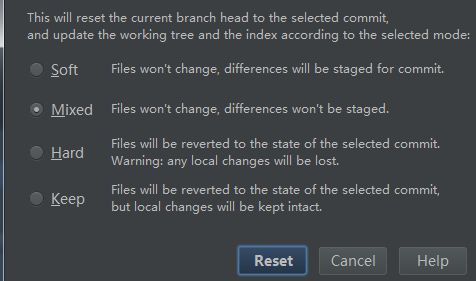 This will reset the current branch head to the selected commit,
and update the working tree and the index according to the selected mode:
Soft Files won't change, differences will be staged for commit.
Mixed Files won't change, differences won't be staged.
Hard Files will be reverted to the state of the selected commit.
Warning: any local changes will be lost.
Keep Files will be reverted to the state of the selected commit,
but local changes will be kept intact.
Reset Cancel Help